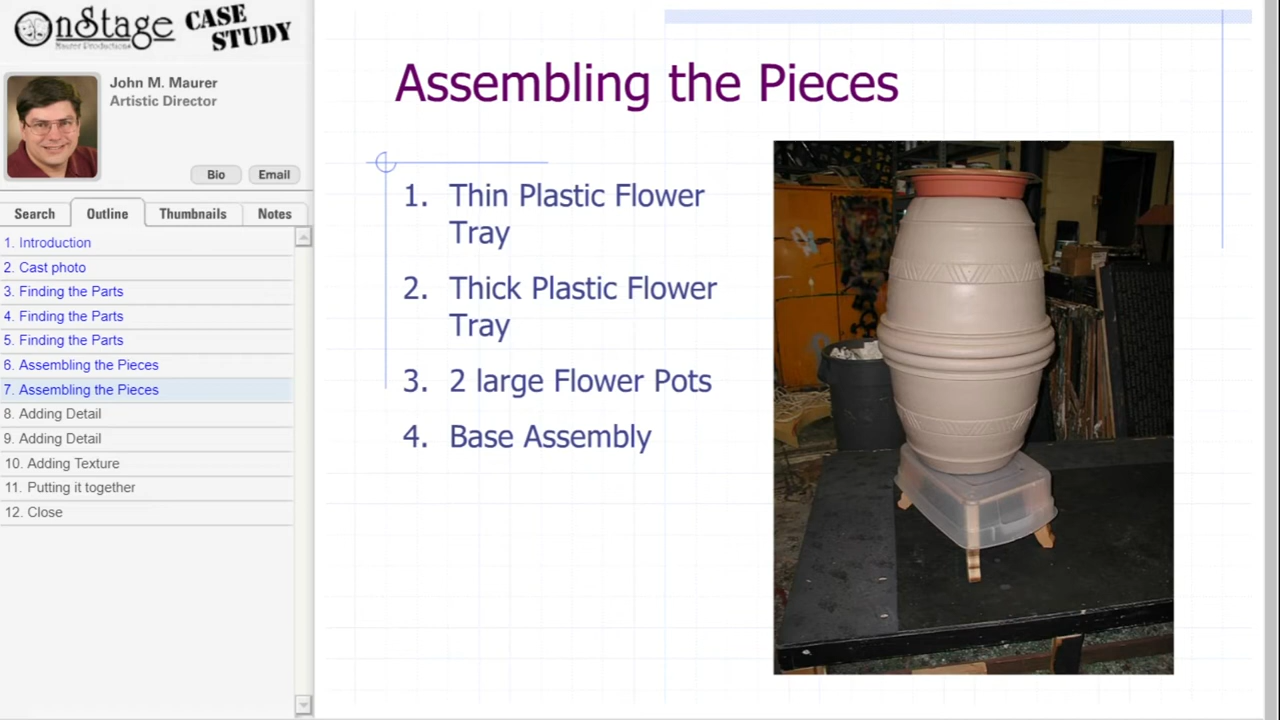 OnStage CASE
STUDY
Maurer Productions
John M. Maurer
Artistic Director
Bio Email
Search Outline Thumbnails Notes
1. Introduction
2. Cast photo
3. Finding the Parts
4. Finding the Parts
5. Finding the Parts
6. Assembling the Pieces
7. Assembling the Pieces
8. Adding Detail
9. Adding Detail
10. Adding Texture
11. Putting it together
12. Close
Assembling the Pieces
1. Thin Plastic Flower
Tray
2. Thick Plastic Flower
Tray
3. 2 large Flower Pots
4. Base Assembly